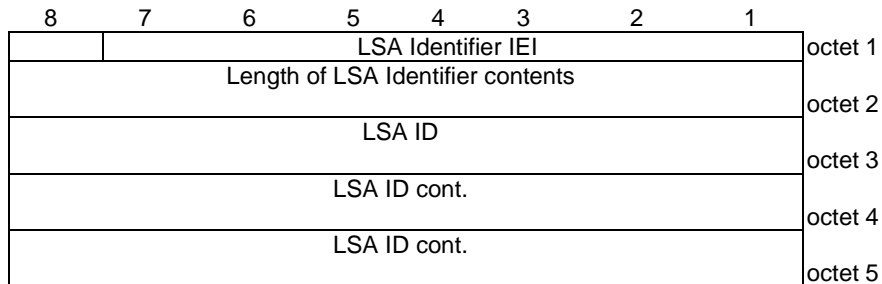 8 7 6 5 4 3 2 1
LSA Identifier IEI octet 1
Length of LSA Identifier contents
octet 2
LSA ID
octet 3
LSA ID cont.
octet 4
LSA ID cont.
octet 5